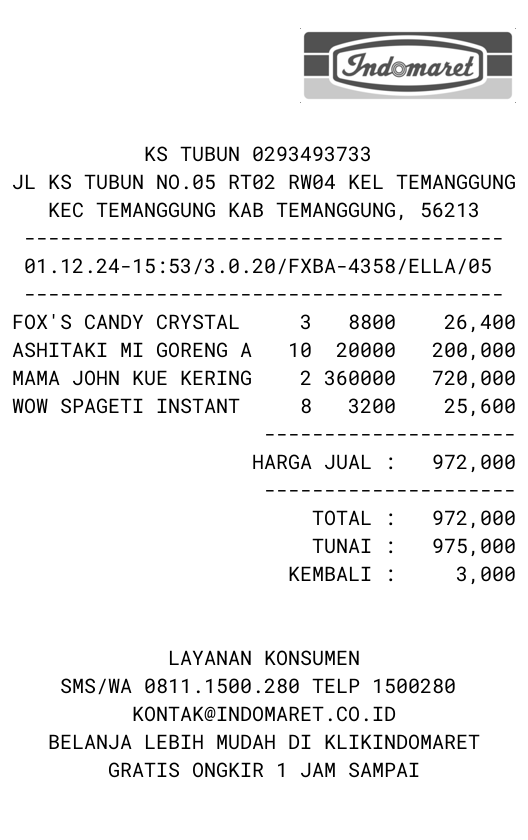 Indomaret
KS TUBUN 0293493733
JL KS TUBUN NO.05 RT02 RW04 KEL TEMANGGUNG
KEC TEMANGGUNG KAB TEMANGGUNG, 56213
----------------------------------------
01.12.24-15:53/3.0.20/FXBA-4358/ELLA/05
----------------------------------------
FOX'S CANDY CRYSTAL 3 8800 26,400
ASHITAKI MI GORENG A 10 20000 200,000
MAMA JOHN KUE KERING 2 360000 720,000
WOW SPAGETI INSTANT 8 3200 25,600
---------------------
HARGA JUAL : 972,000
---------------------
TOTAL : 972,000
TUNAI : 975,000
KEMBALI : 3,000
LAYANAN KONSUMEN
SMS/WA 0811.1500.280 TELP 1500280
KONTAK@INDOMARET.CO.ID
BELANJA LEBIH MUDAH DI KLIKINDOMARET
GRATIS ONGKIR 1 JAM SAMPAI